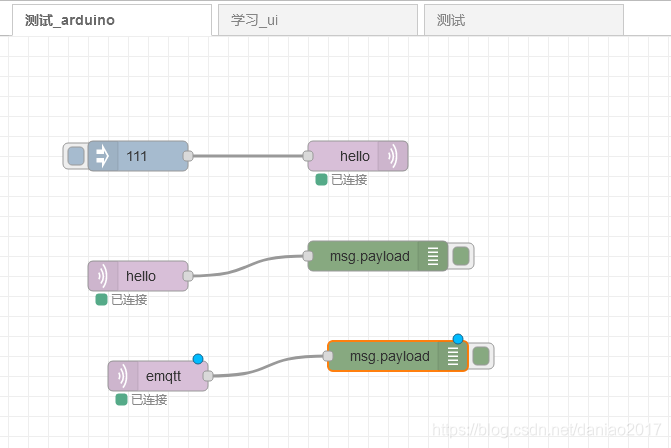 测试_arduino
学习_ui
测试
111
hello
已连接
hello
已连接
msg.payload
emqtt
已连接
msg.payload
https://blog.csdn.net/daniao2017